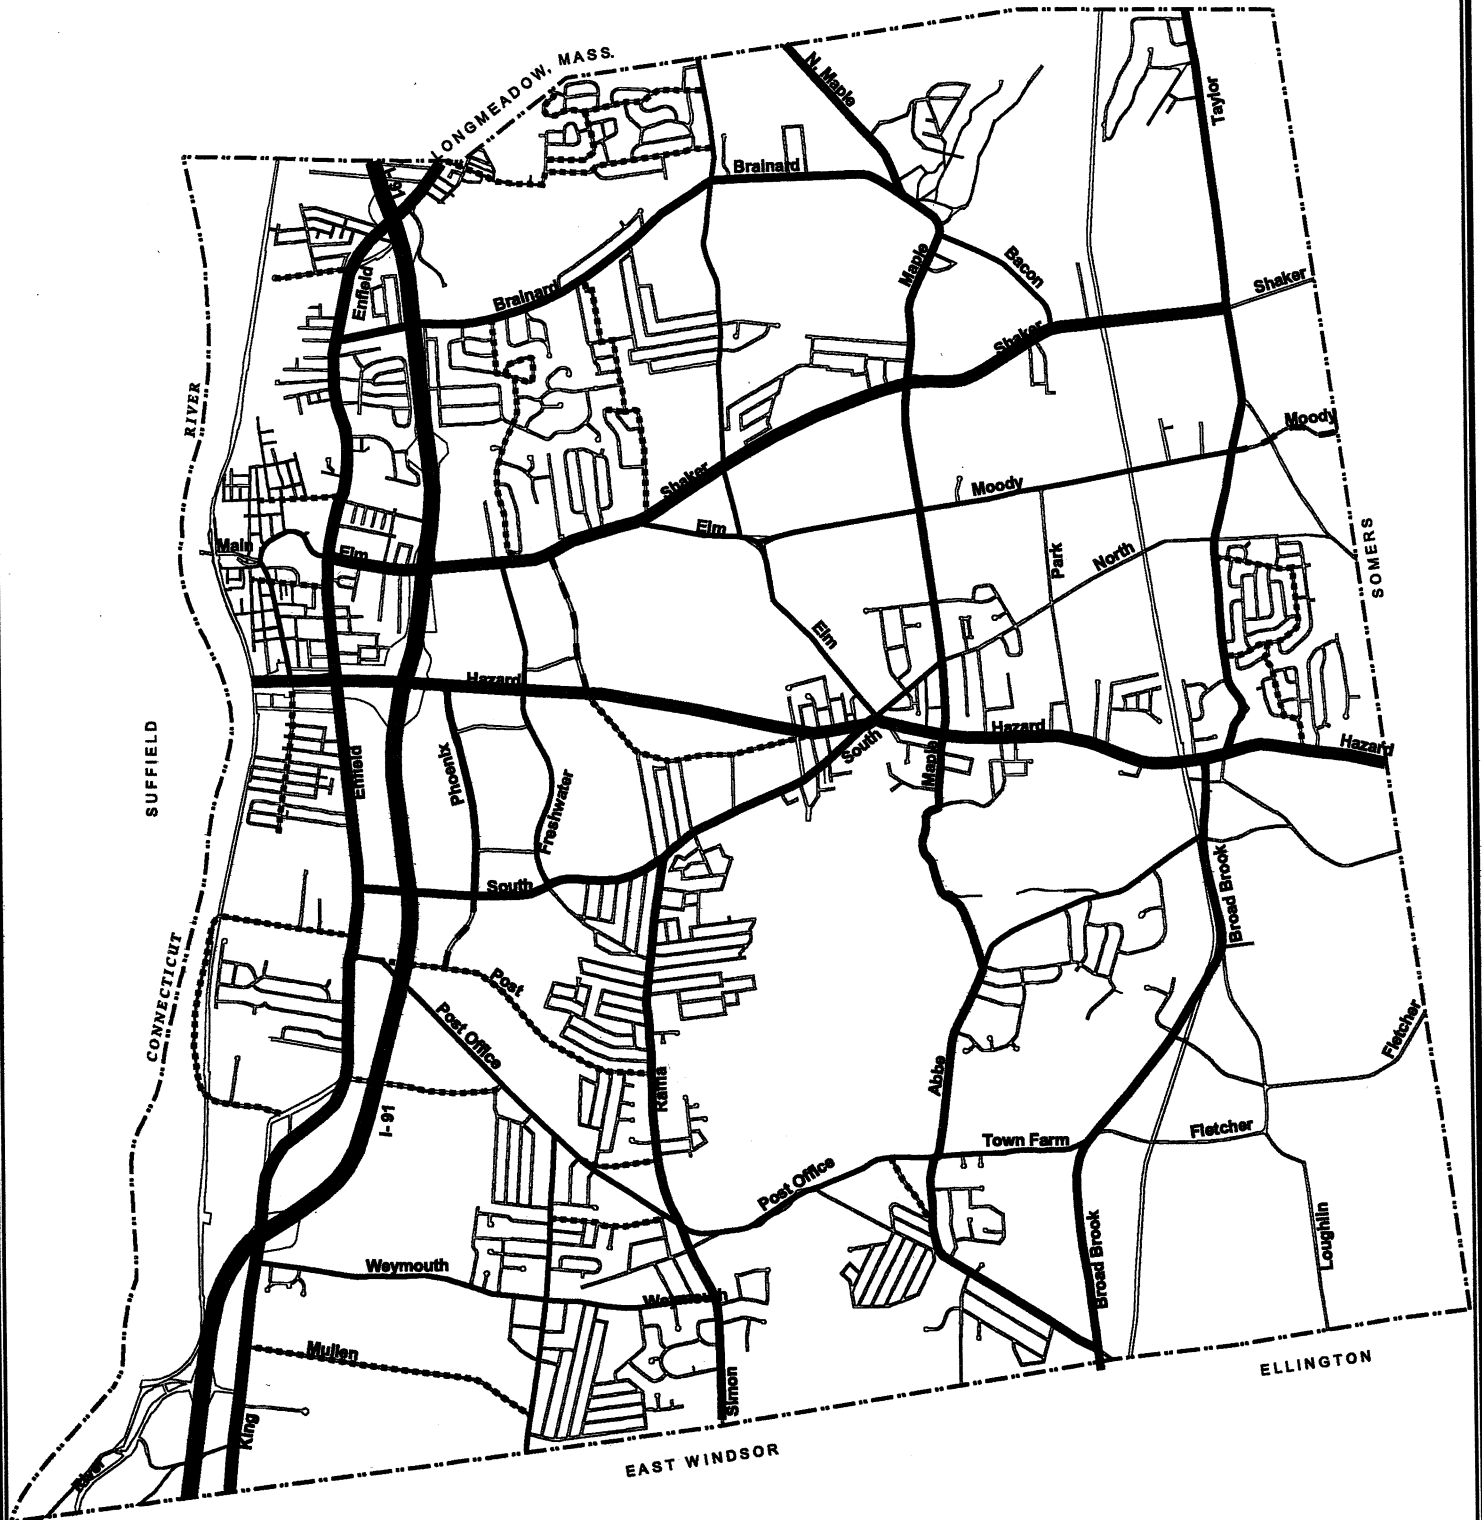 LONGMEADOW, MASS.
N. Maple
Taylor
Brainard
Enfield
Maple
Bacon
Shaker
Brainard
Shaker
RIVER
Moody
Shaker
Moody
Elm
Main
Elm
SOMERS
Park
North
Elm
Hazard
SUFFIELD
Hazard
South
Hazard
Maple
Enfield
Phoenix
Freshwater
South
Broad Brook
CONNECTICUT
Post
Post Office
Fletcher
Abbe
I-91
Town Farm
Fletcher
Post Office
Loughlin
Broad Brook
Weymouth
Weymouth
Mullen
Simon
ELLINGTON
King
River
EAST WINDSOR